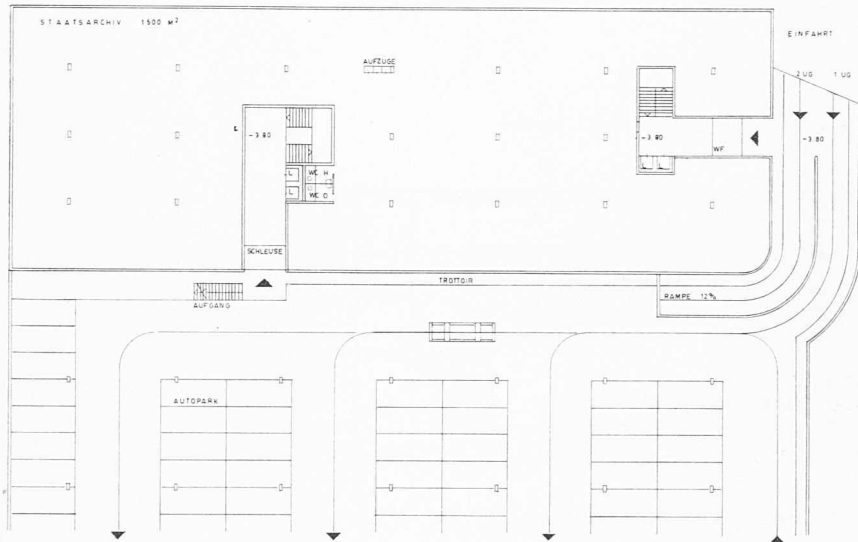 STAATSARCHIV 1500 M²
EINFAHRT
AUFZUGE
2 UG 1 UG
-3.80
-3.80
-3.80
WF
L
WC H
L
WC D
L L
SCHLEUSE
TROTTOIR
AUFGANG
RAMPE 12%
AUTOPARK